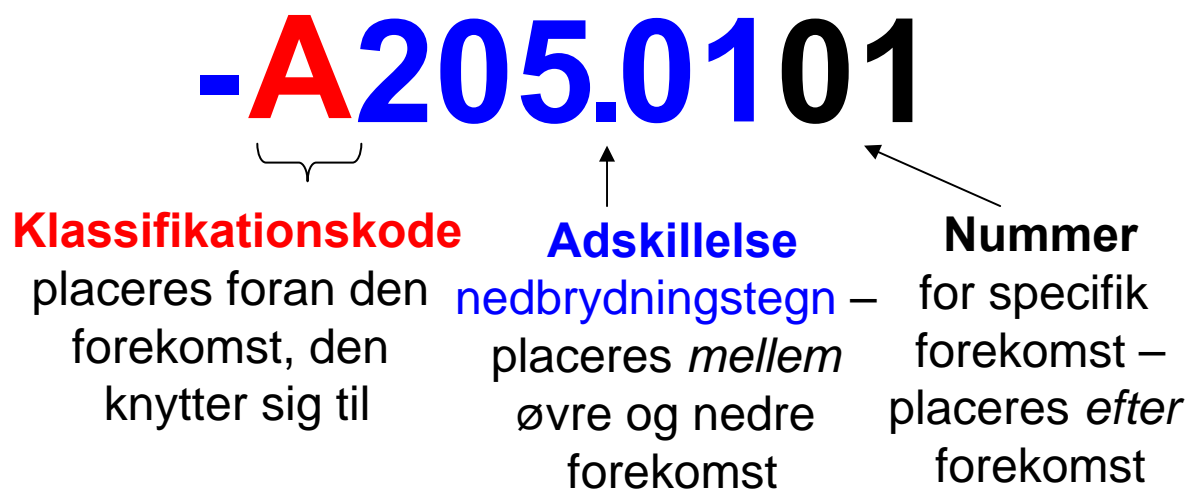 -A205.0101
Klassifikationskode
placeres foran den
forekomst, den
knytter sig til
Adskillelse
nedbrydningstegn –
placeres mellem
øvre og nedre
forekomst
Nummer
for specifik
forekomst –
placeres efter
forekomst